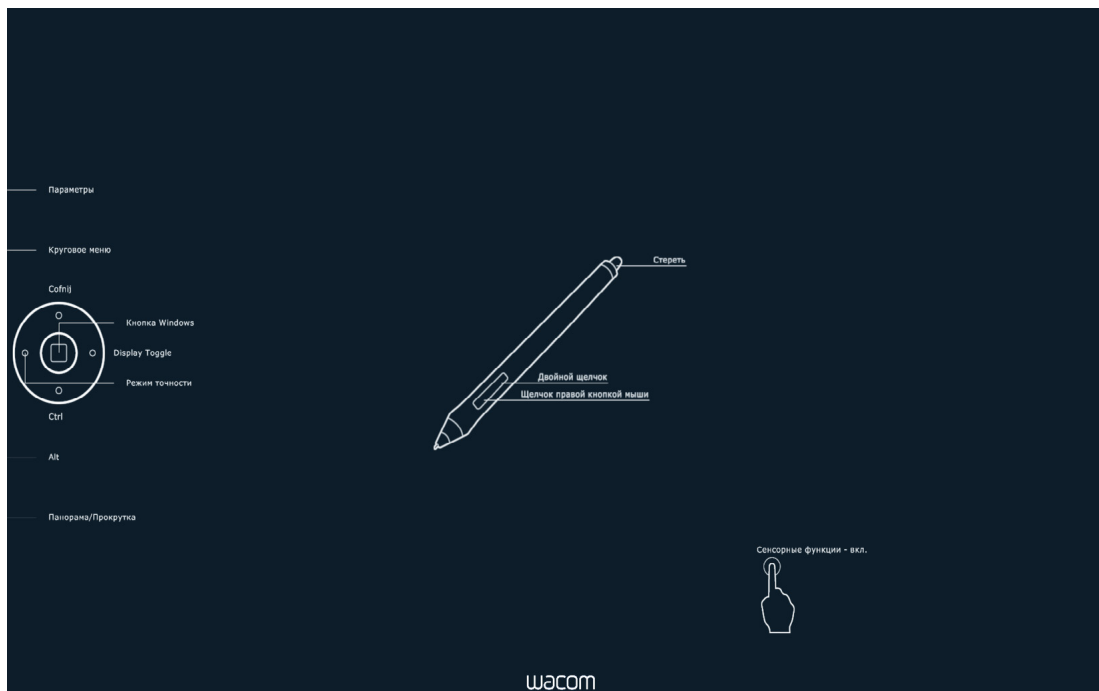 Параметры
Круговое меню
Cofnij
Кнопка Windows
Display Toggle
Режим точности
Ctrl
Alt
Панорама/Прокрутка
Стереть
Двойной щелчок
Щелчок правой кнопкой мыши
Сенсорные функции - вкл.
wacom